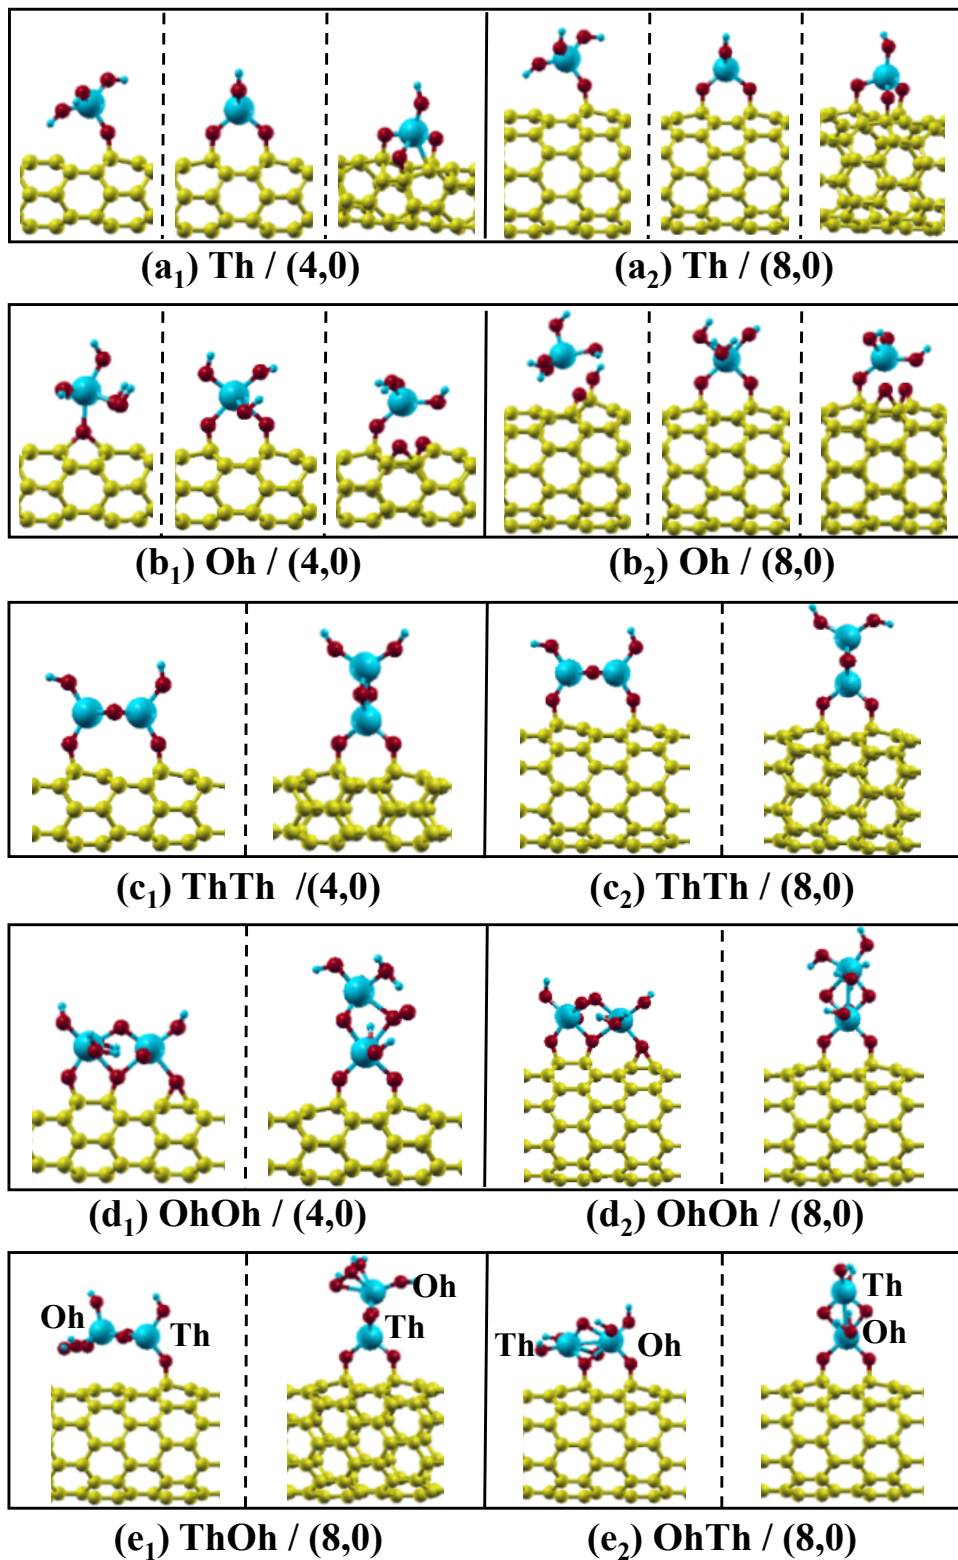 (a₁) Th / (4,0)
(a₂) Th / (8,0)
(b₁) Oh / (4,0)
(b₂) Oh / (8,0)
(c₁) ThTh /(4,0)
(c₂) ThTh / (8,0)
(d₁) OhOh / (4,0)
(d₂) OhOh / (8,0)
Oh
Th
Oh
Th
Th
Oh
Th
Oh
(e₁) ThOh / (8,0)
(e₂) OhTh / (8,0)